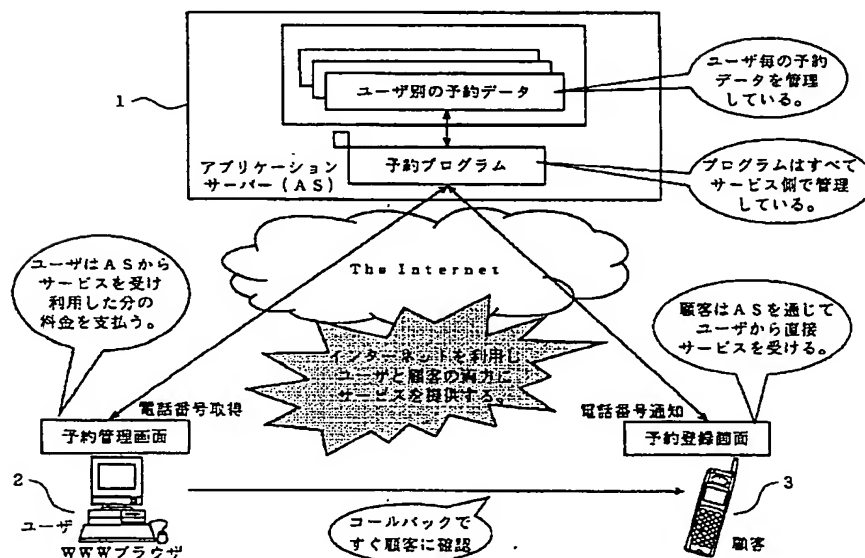 ユーザ別の予約データ
ユーザ毎の予約
データを管理
している。
1
アプリケーション
サーバー(AS)
予約プログラム
プログラムはすべて
サービス側で管理
している。
The Internet
ユーザはASから
サービスを受け
利用した分の
料金を支払う。
顧客はASを通じて
ユーザから直接
サービスを受ける。
インターネットを利用し
ユーザと顧客の両方に
サービスを提供する。
電話番号取得
電話番号通知
予約管理画面
予約登録画面
2
3
ユーザ
WWWブラウザ
コールバックで
すぐ顧客に確認
顧客